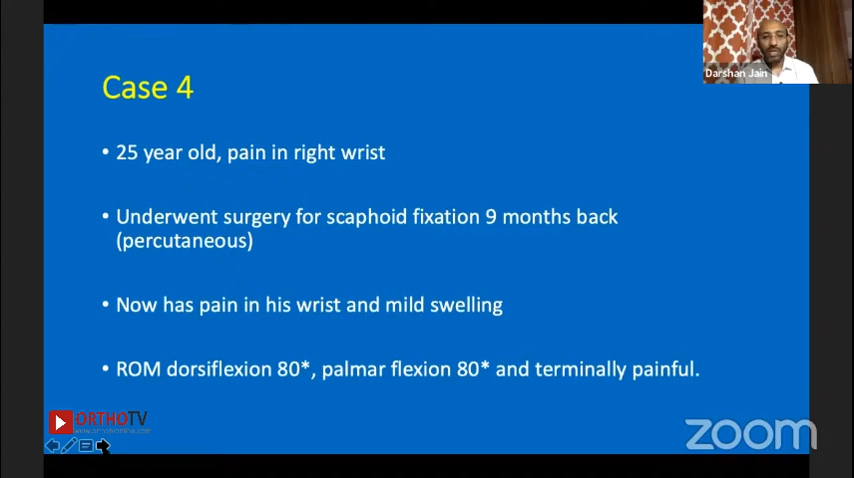 Darshan Jain
Case 4
• 25 year old, pain in right wrist
• Underwent surgery for scaphoid fixation 9 months back
(percutaneous)
• Now has pain in his wrist and mild swelling
• ROM dorsiflexion 80*, palmar flexion 80* and terminally painful.
ORTHOTV
zoom